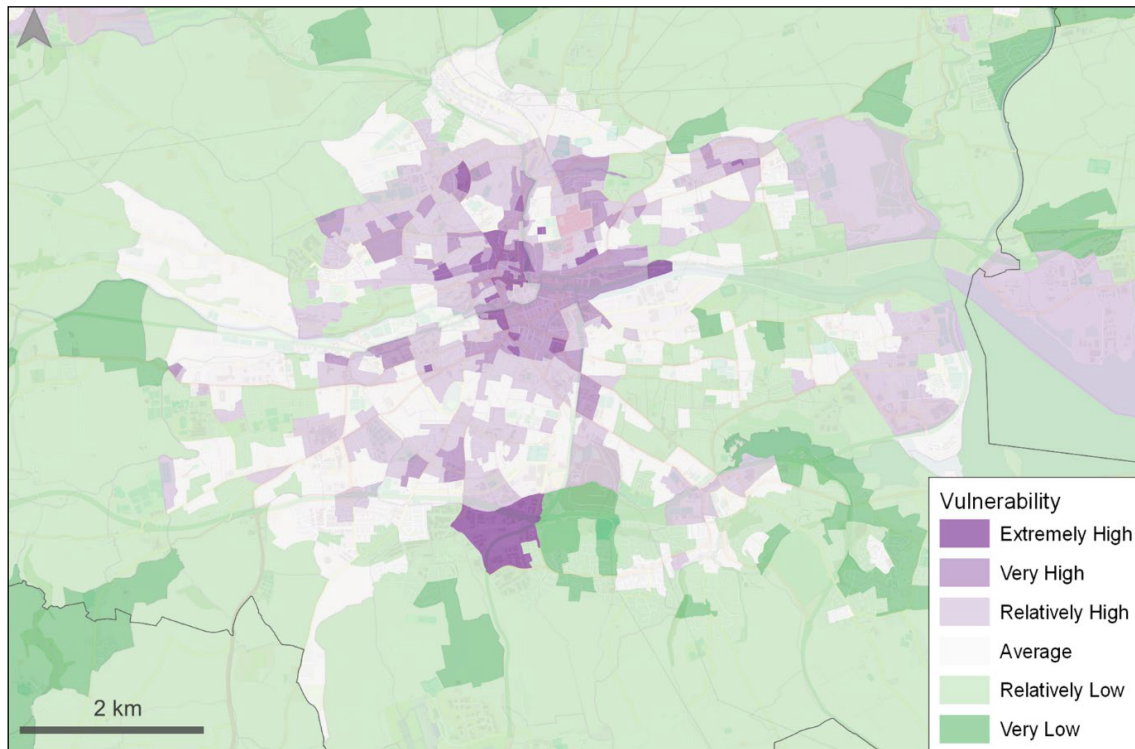 Vulnerability
Extremely High
Very High
Relatively High
Average
Relatively Low
Very Low
2 km